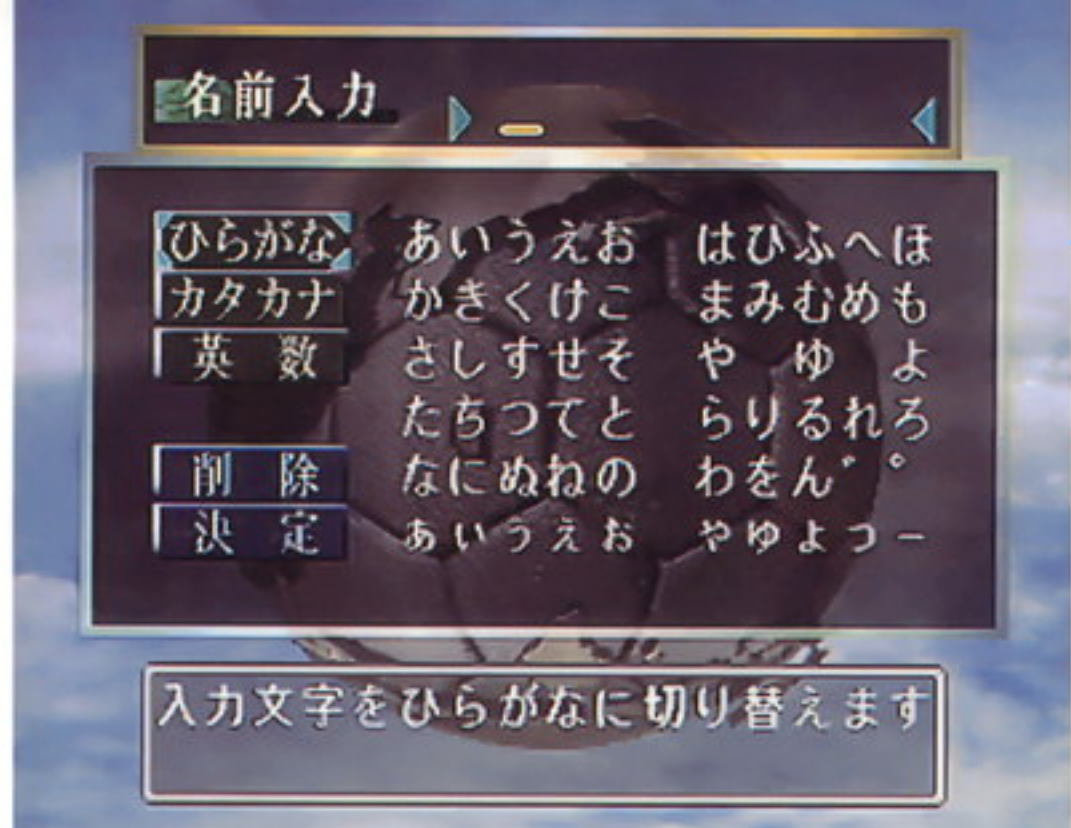 名前入力
ひらがな
カタカナ
英数
削除
決定
あいうえお はひふへほ
かきくけこ まみむめも
さしすせそ や ゆ よ
たちつてと らりるれろ
なにぬねの わをん゛゜
ぁぃぅぇぉ ゃゅょっー
入力文字をひらがなに切り替えます